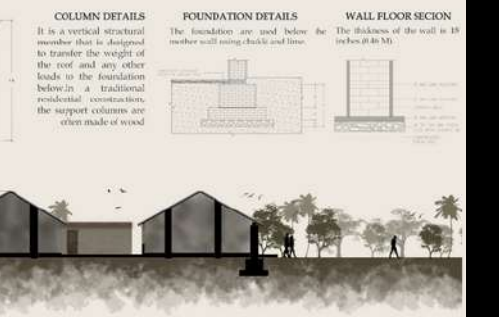 COLUMN DETAILS
It is a vertical structural
member that is designed
to transfer the weight of
the roof and any other
loads to the foundation
below.in a traditional
residential construction,
the support columns are
often made of wood
FOUNDATION DETAILS
The foundation are used below the
mother wall using chukle and lime.
WALL FLOOR SECION
The thickness of the wall is 18
inches (0.46 M).